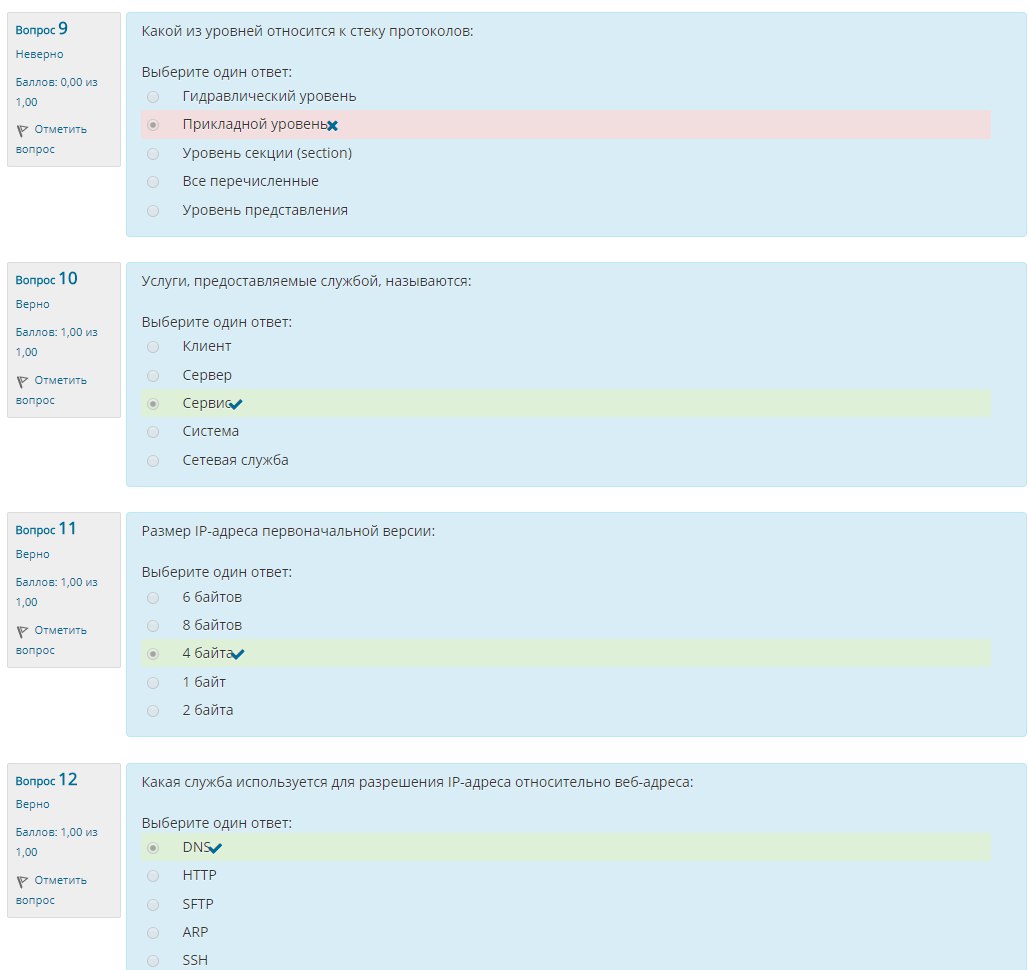 Вопрос 9
Неверно
Баллов: 0,00 из
1,00
Отметить
вопрос
Какой из уровней относится к стеку протоколов:
Выберите один ответ:
Гидравлический уровень
Прикладной уровень
Уровень секции (section)
Все перечисленные
Уровень представления
Вопрос 10
Верно
Баллов: 1,00 из
1,00
Отметить
вопрос
Услуги, предоставляемые службой, называются:
Выберите один ответ:
Клиент
Сервер
Сервис
Система
Сетевая служба
Вопрос 11
Верно
Баллов: 1,00 из
1,00
Отметить
вопрос
Размер IP-адреса первоначальной версии:
Выберите один ответ:
6 байтов
8 байтов
4 байта
1 байт
2 байта
Вопрос 12
Верно
Баллов: 1,00 из
1,00
Отметить
вопрос
Какая служба используется для разрешения IP-адреса относительно веб-адреса:
Выберите один ответ:
DNS
HTTP
SFTP
ARP
SSH